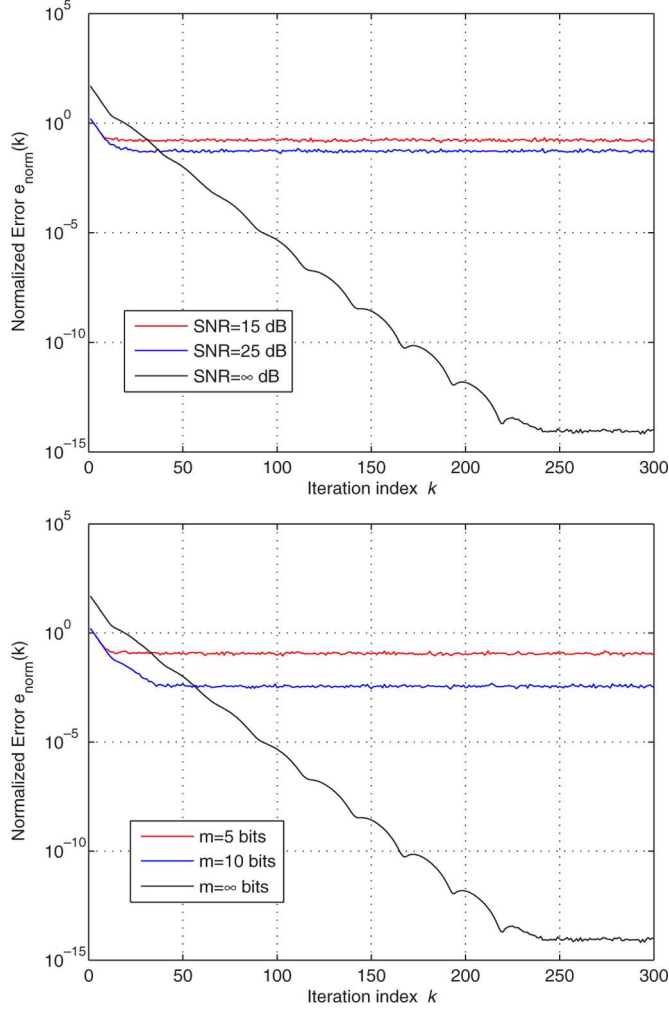 10^5
10^0
10^−5
10^−10
10^−15
Normalized Error e_norm(k)
SNR=15 dB
SNR=25 dB
SNR=∞ dB
0 50 100 150 200 250 300
Iteration index k
10^5
10^0
10^−5
10^−10
10^−15
Normalized Error e_norm(k)
m=5 bits
m=10 bits
m=∞ bits
0 50 100 150 200 250 300
Iteration index k